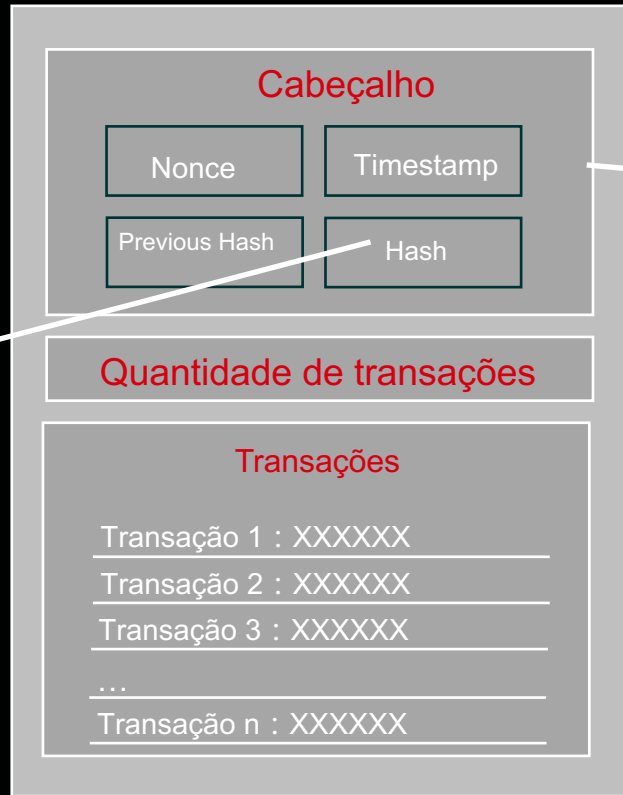 Cabeçalho
Nonce
Timestamp
Previous Hash
Hash
Quantidade de transações
Transações
Transação 1 : XXXXXX
Transação 2 : XXXXXX
Transação 3 : XXXXXX
...
Transação n : XXXXXX